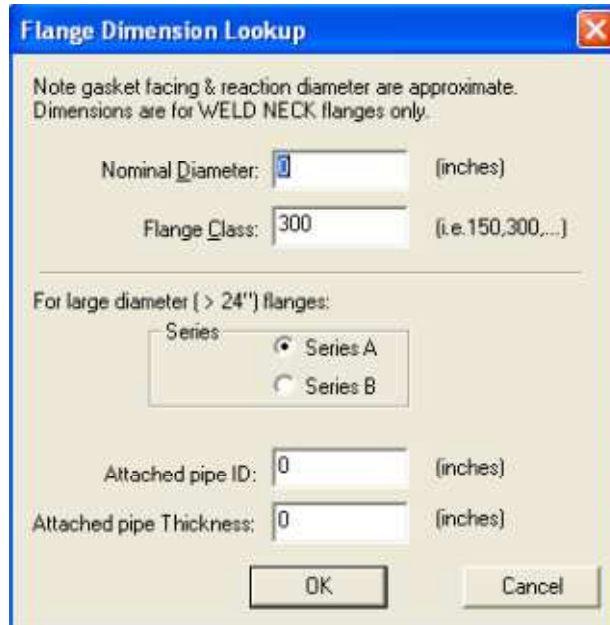 Flange Dimension Lookup
Note gasket facing & reaction diameter are approximate.
Dimensions are for WELD NECK flanges only.
Nominal Diameter: 0 (inches)
Flange Class: 300 (i.e.150,300,...)
For large diameter ( > 24") flanges:
Series
Series A
Series B
Attached pipe ID: 0 (inches)
Attached pipe Thickness: 0 (inches)
OK Cancel